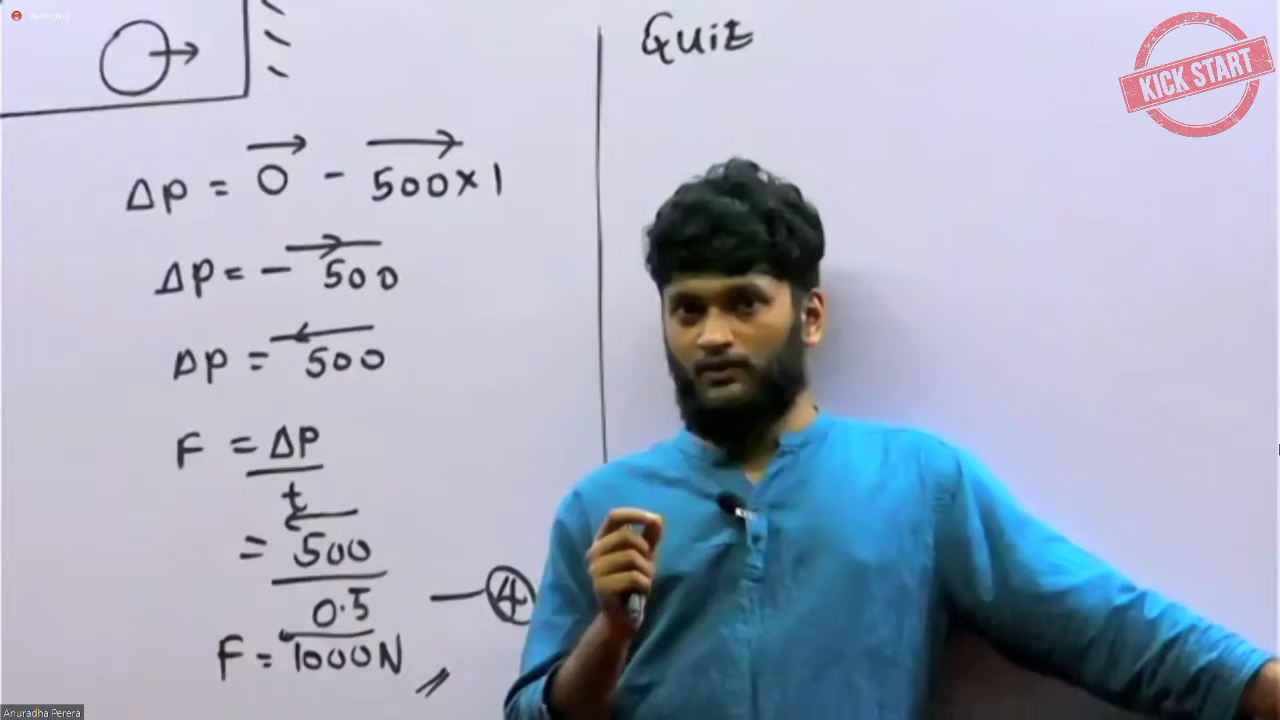 Recording
QUIZ
KICK START
Δp = 0 - 500×1
Δp = - 500
Δp = 500
F = Δp
t
= 500
0.5
4
F = 1000N
Anuradha Perera